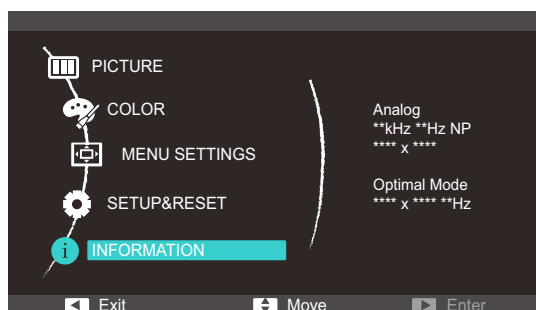 PICTURE
COLOR
MENU SETTINGS
SETUP&RESET
i INFORMATION
Analog
**kHz **Hz NP
**** x ****
Optimal Mode
**** x **** **Hz
Exit Move Enter